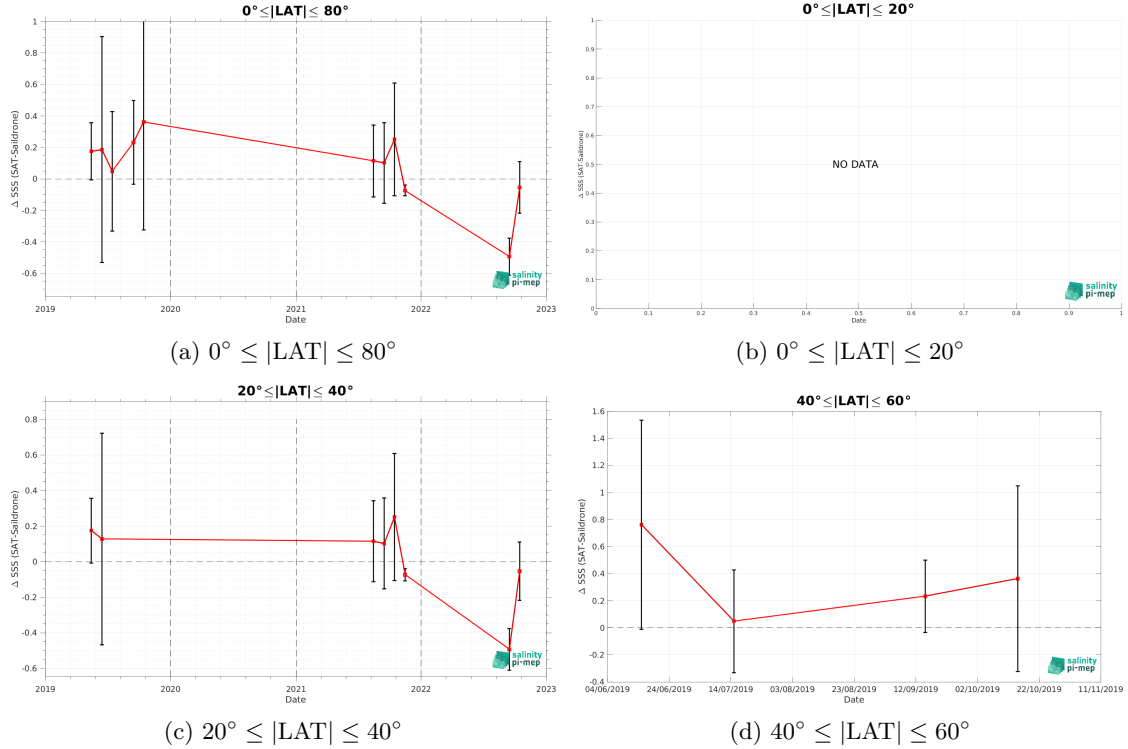 0°≤|LAT|≤ 80°
1
0.8
0.6
0.4
0.2
0
-0.2
-0.4
-0.6
Δ SSS (SAT-Saildrone)
2019
2020
2021
2022
2023
Date
salinity
pi-mep
(a) 0° ≤ |LAT| ≤ 80°
0°≤|LAT|≤ 20°
1
0.9
0.8
0.7
0.6
0.5
0.4
0.3
0.2
0.1
0
Δ SSS (SAT-Saildrone)
NO DATA
0
0.1
0.2
0.3
0.4
0.5
0.6
0.7
0.8
0.9
1
Date
salinity
pi-mep
(b) 0° ≤ |LAT| ≤ 20°
20°≤|LAT|≤ 40°
0.8
0.6
0.4
0.2
0
-0.2
-0.4
-0.6
Δ SSS (SAT-Saildrone)
2019
2020
2021
2022
2023
Date
salinity
pi-mep
(c) 20° ≤ |LAT| ≤ 40°
40°≤|LAT|≤ 60°
1.6
1.4
1.2
1
0.8
0.6
0.4
0.2
0
-0.2
-0.4
Δ SSS (SAT-Saildrone)
04/06/2019
24/06/2019
14/07/2019
03/08/2019
23/08/2019
12/09/2019
02/10/2019
22/10/2019
11/11/2019
Date
salinity
pi-mep
(d) 40° ≤ |LAT| ≤ 60°